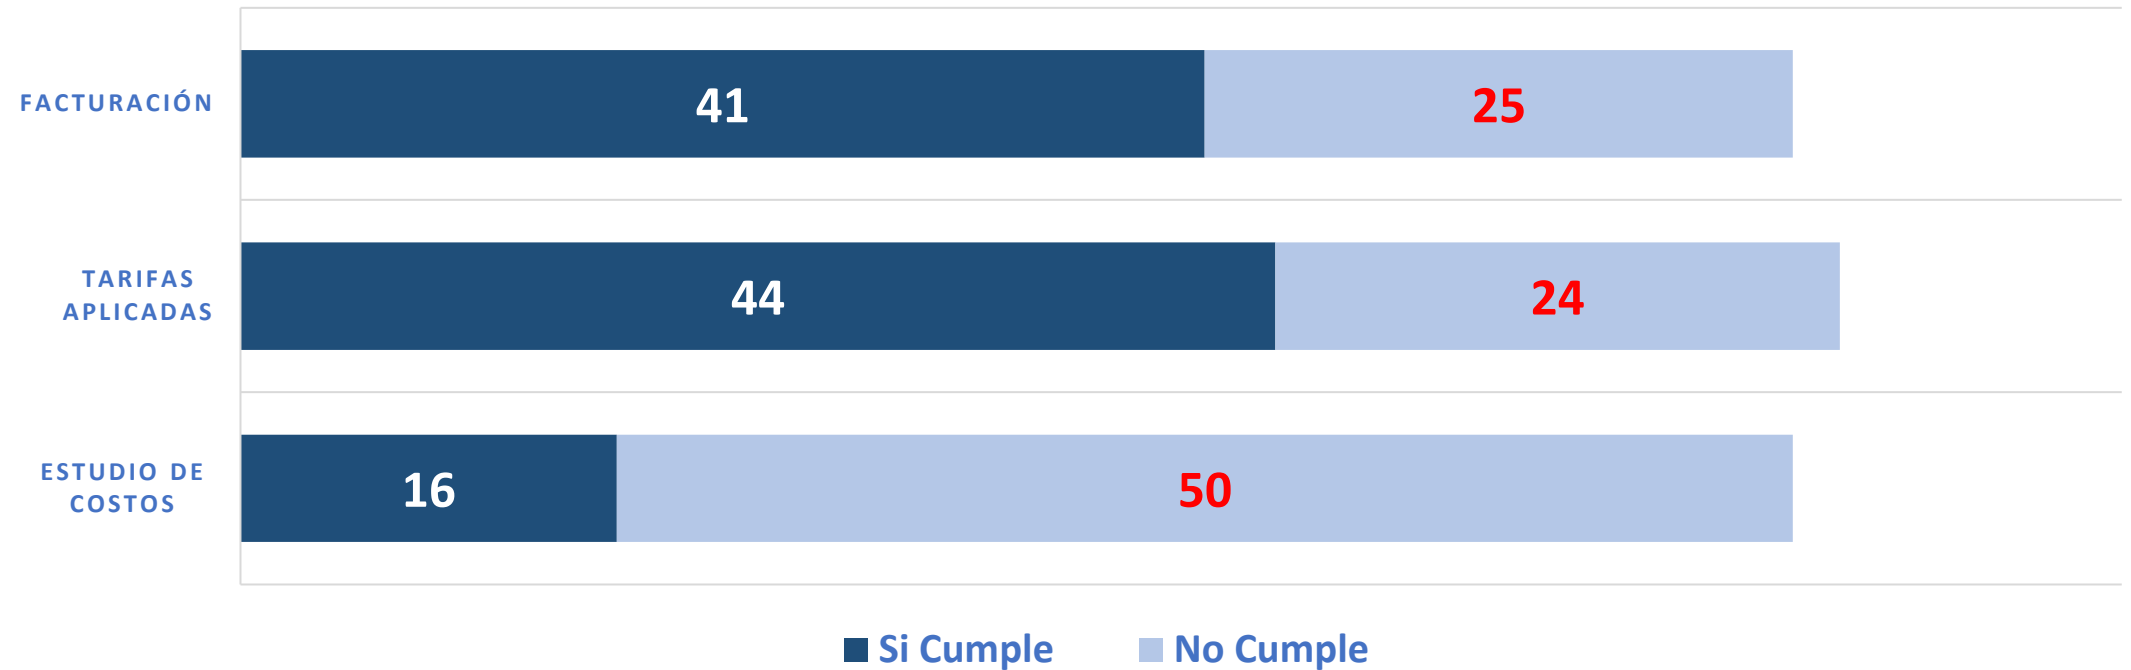 FACTURACIÓN
41
25
TARIFAS
APLICADAS
44
24
ESTUDIO DE
COSTOS
16
50
Si Cumple
No Cumple